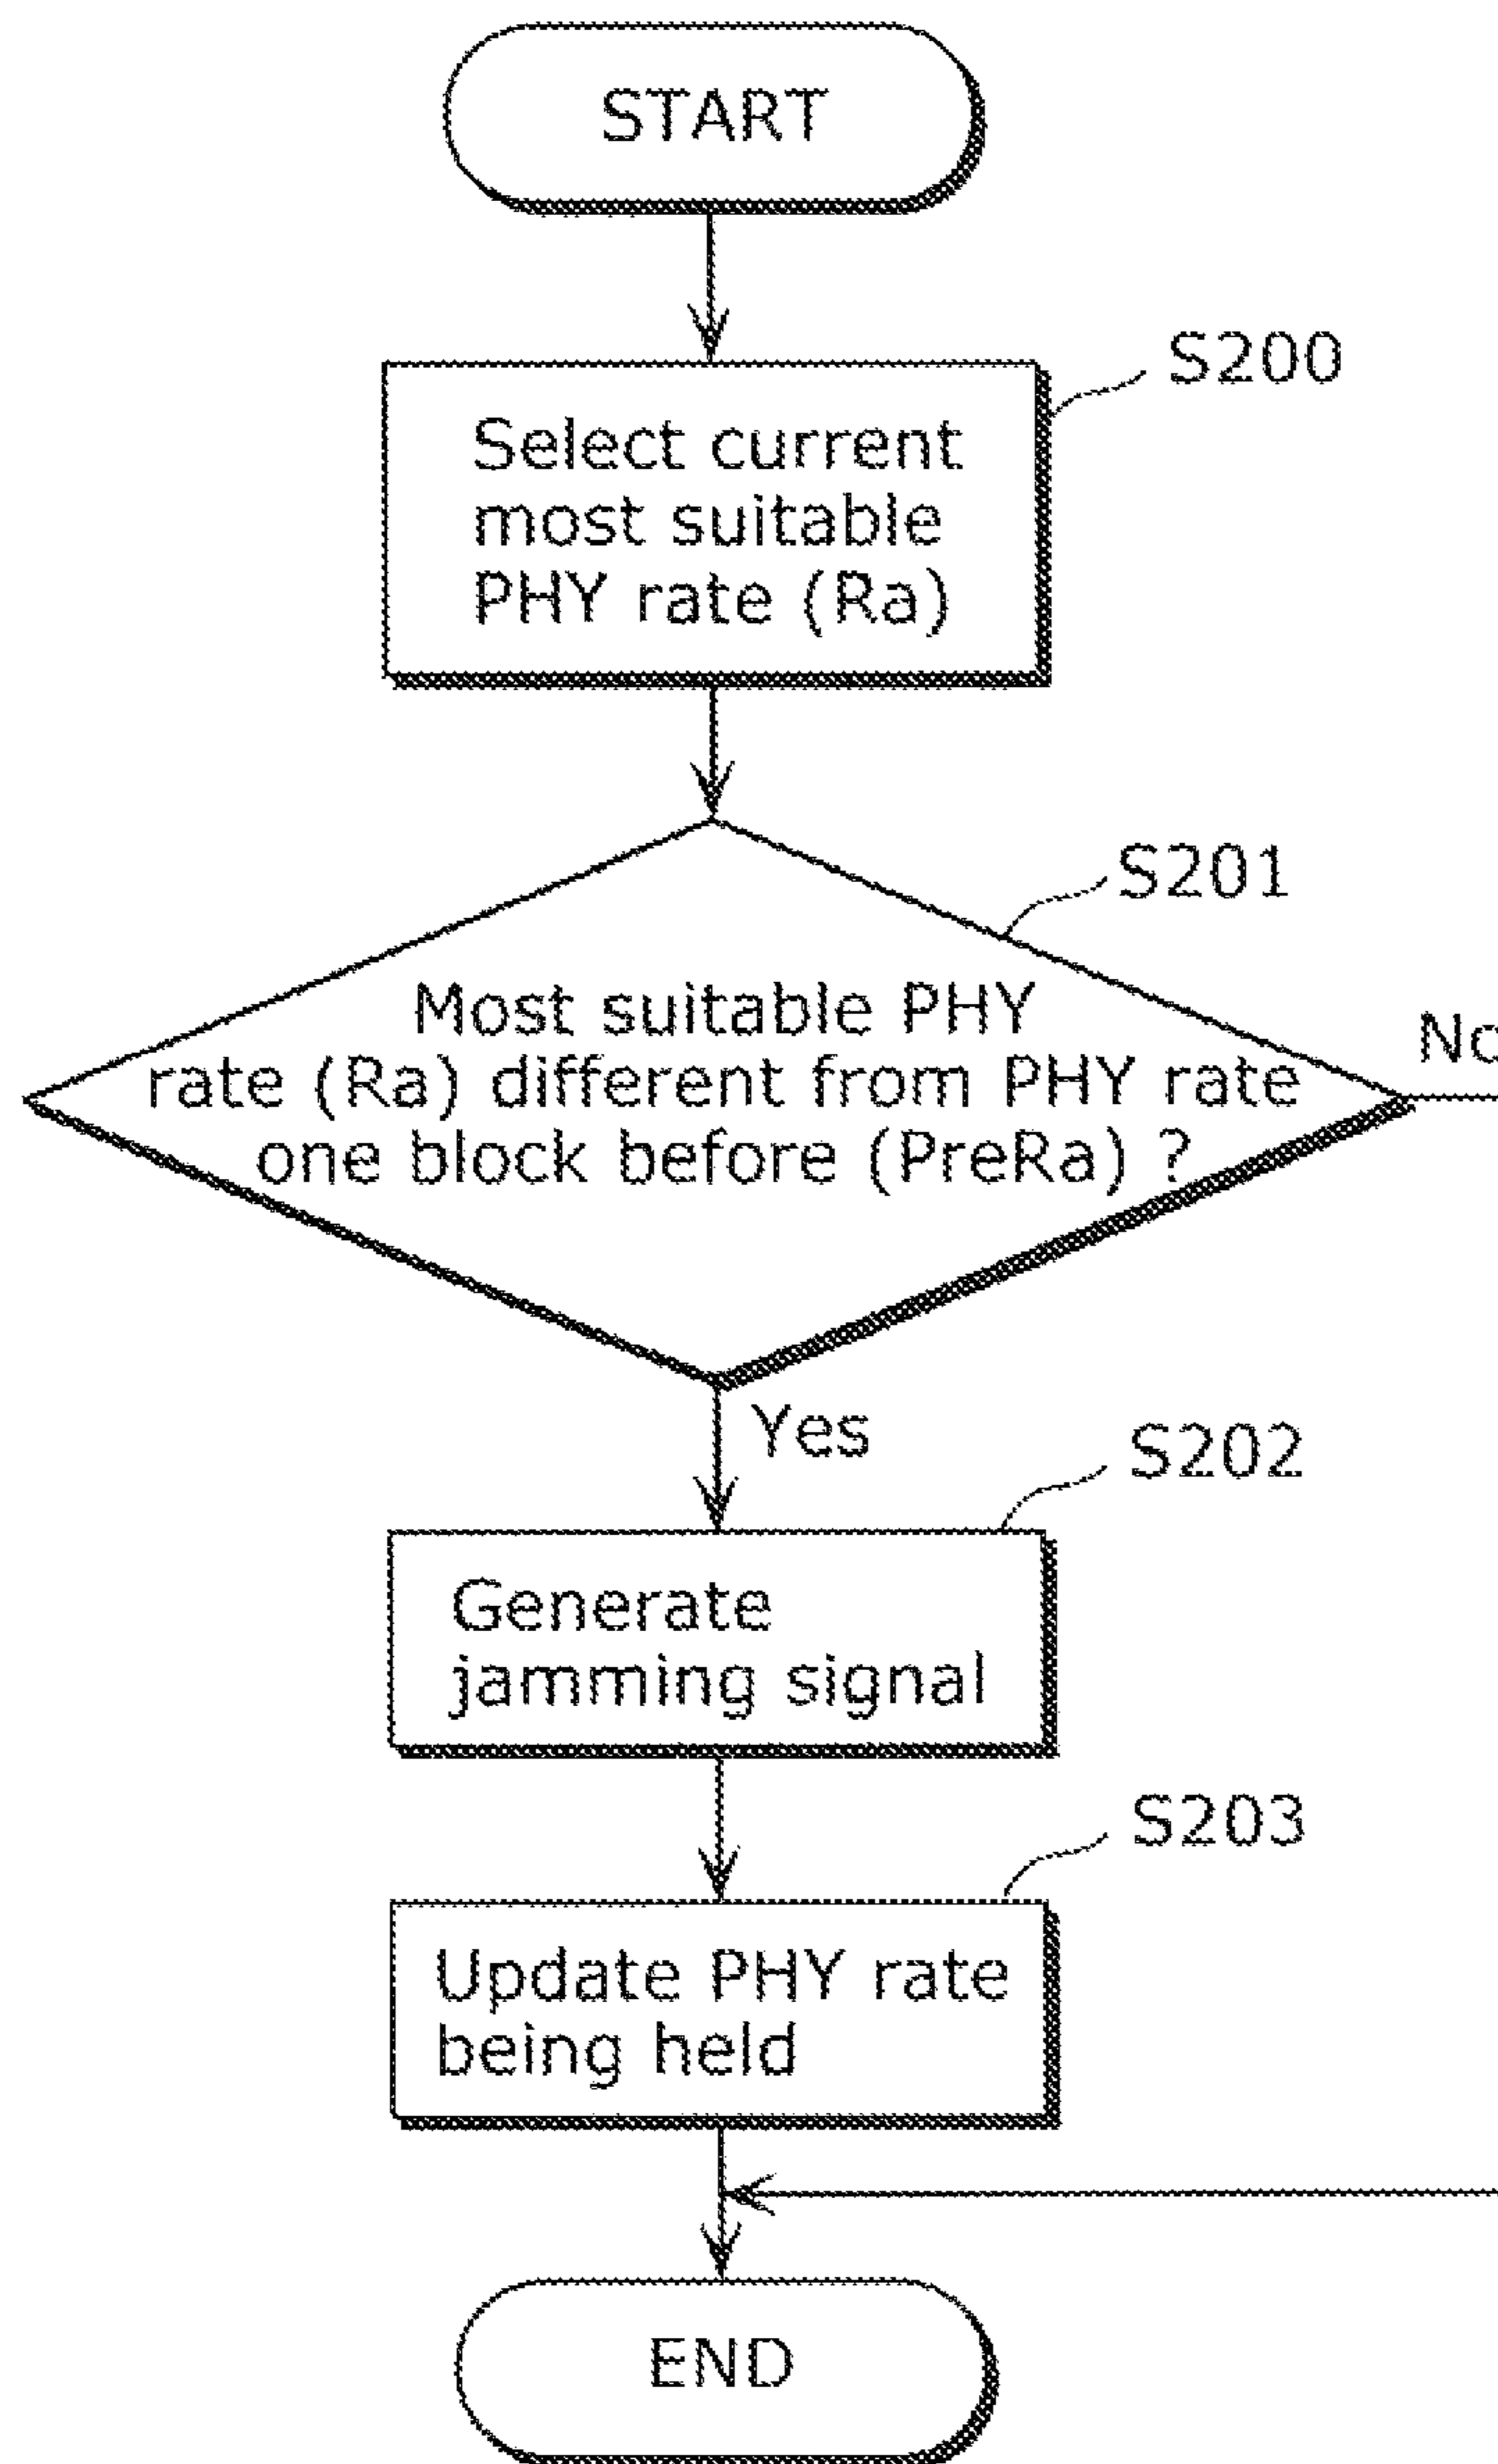 START
S200
Select current
most suitable
PHY rate (Ra)
S201
Most suitable PHY
rate (Ra) different from PHY rate
one block before (PreRa) ?
No
Yes
S202
Generate
jamming signal
S203
Update PHY rate
being held
END